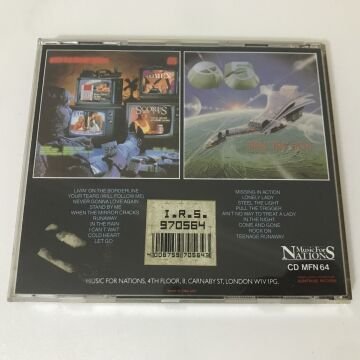 LIVIN' ON THE BORDERLINE
YOUR TEARS (WILL FOLLOW ME)
NEVER GONNA LOVE AGAIN
STAND BY ME
WHEN THE MIRROR CRACKS
RUNAWAY
IN THE RAIN
I CAN'T WAIT
COLD HEART
LET GO
I.R.S.
970564
MISSING IN ACTION
LONELY LADY
STEEL THE LIGHT
PULL THE TRIGGER
AIN'T NO WAY TO TREAT A LADY
IN THE NIGHT
COME AND GONE
ROCK ON
TEENAGE RUNAWAY
Music For
NATIONS
CD MFN 64
MUSIC FOR NATIONS, 4TH FLOOR, 8, CARNABY ST, LONDON W1V 1PG.